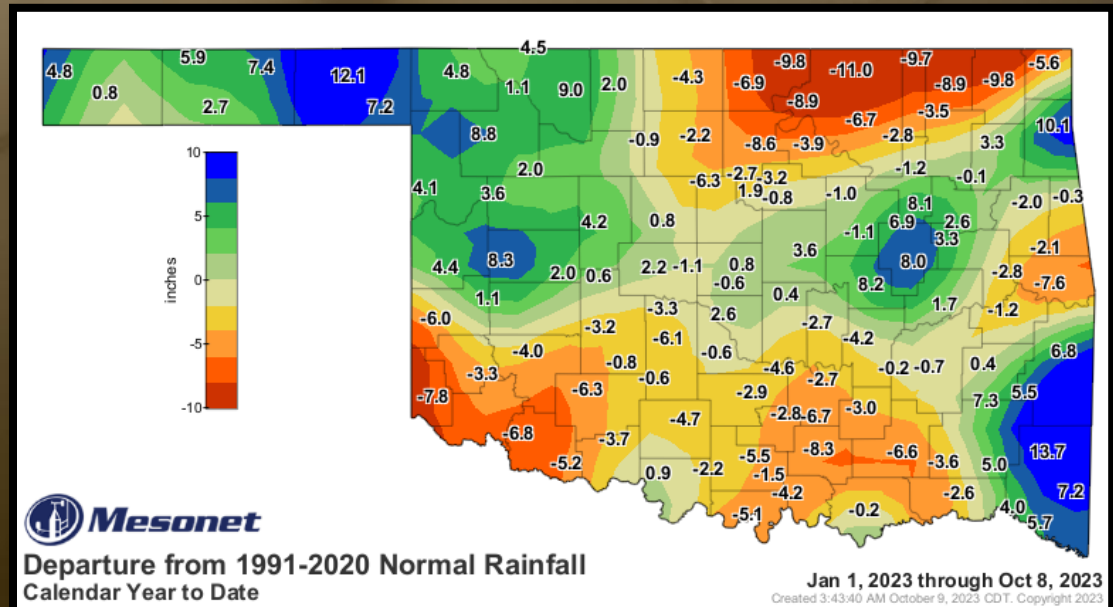 4.5
4.8 5.9 7.4 12.1 4.8 1.1 9.0 2.0 -4.3 -6.9 -9.8 -11.0 -9.7 -8.9 -9.8 -5.6
0.8 2.7 7.2 -8.9 -6.7 -3.5 10.1
8.8 -0.9 -2.2 -8.6 -3.9 -2.8 3.3
2.0 -6.3 -2.7 -3.2 -1.2 -0.1
4.1 3.6 1.9 -0.8 -1.0 8.1 -2.0 -0.3
4.2 0.8 -1.1 6.9 2.6
3.6 3.3 -2.1
4.4 8.3 2.0 0.6 2.2 -1.1 0.8 8.0 -2.8
-0.6 8.2 -7.6
1.1 0.4 1.7 -1.2
-6.0 -3.2 -3.3 2.6 -2.7
-4.0 -6.1 -0.6 -4.2 6.8
-3.3 -0.8 -4.6 -0.2 -0.7 0.4
-7.8 -6.3 -0.6 -2.9 -2.7 7.3 5.5
-4.7 -2.8 -6.7 -3.0
-6.8 -3.7 -8.3 -6.6 13.7
-5.2 0.9 -2.2 -5.5 -1.5 -3.6 5.0
-4.2 -2.6 7.2
-5.1 -0.2 4.0 5.7
10
5
0
-5
-10
inches
Mesonet
Departure from 1991-2020 Normal Rainfall
Calendar Year to Date
Jan 1, 2023 through Oct 8, 2023
Created 3:43:40 AM October 9, 2023 CDT. Copyright 2023